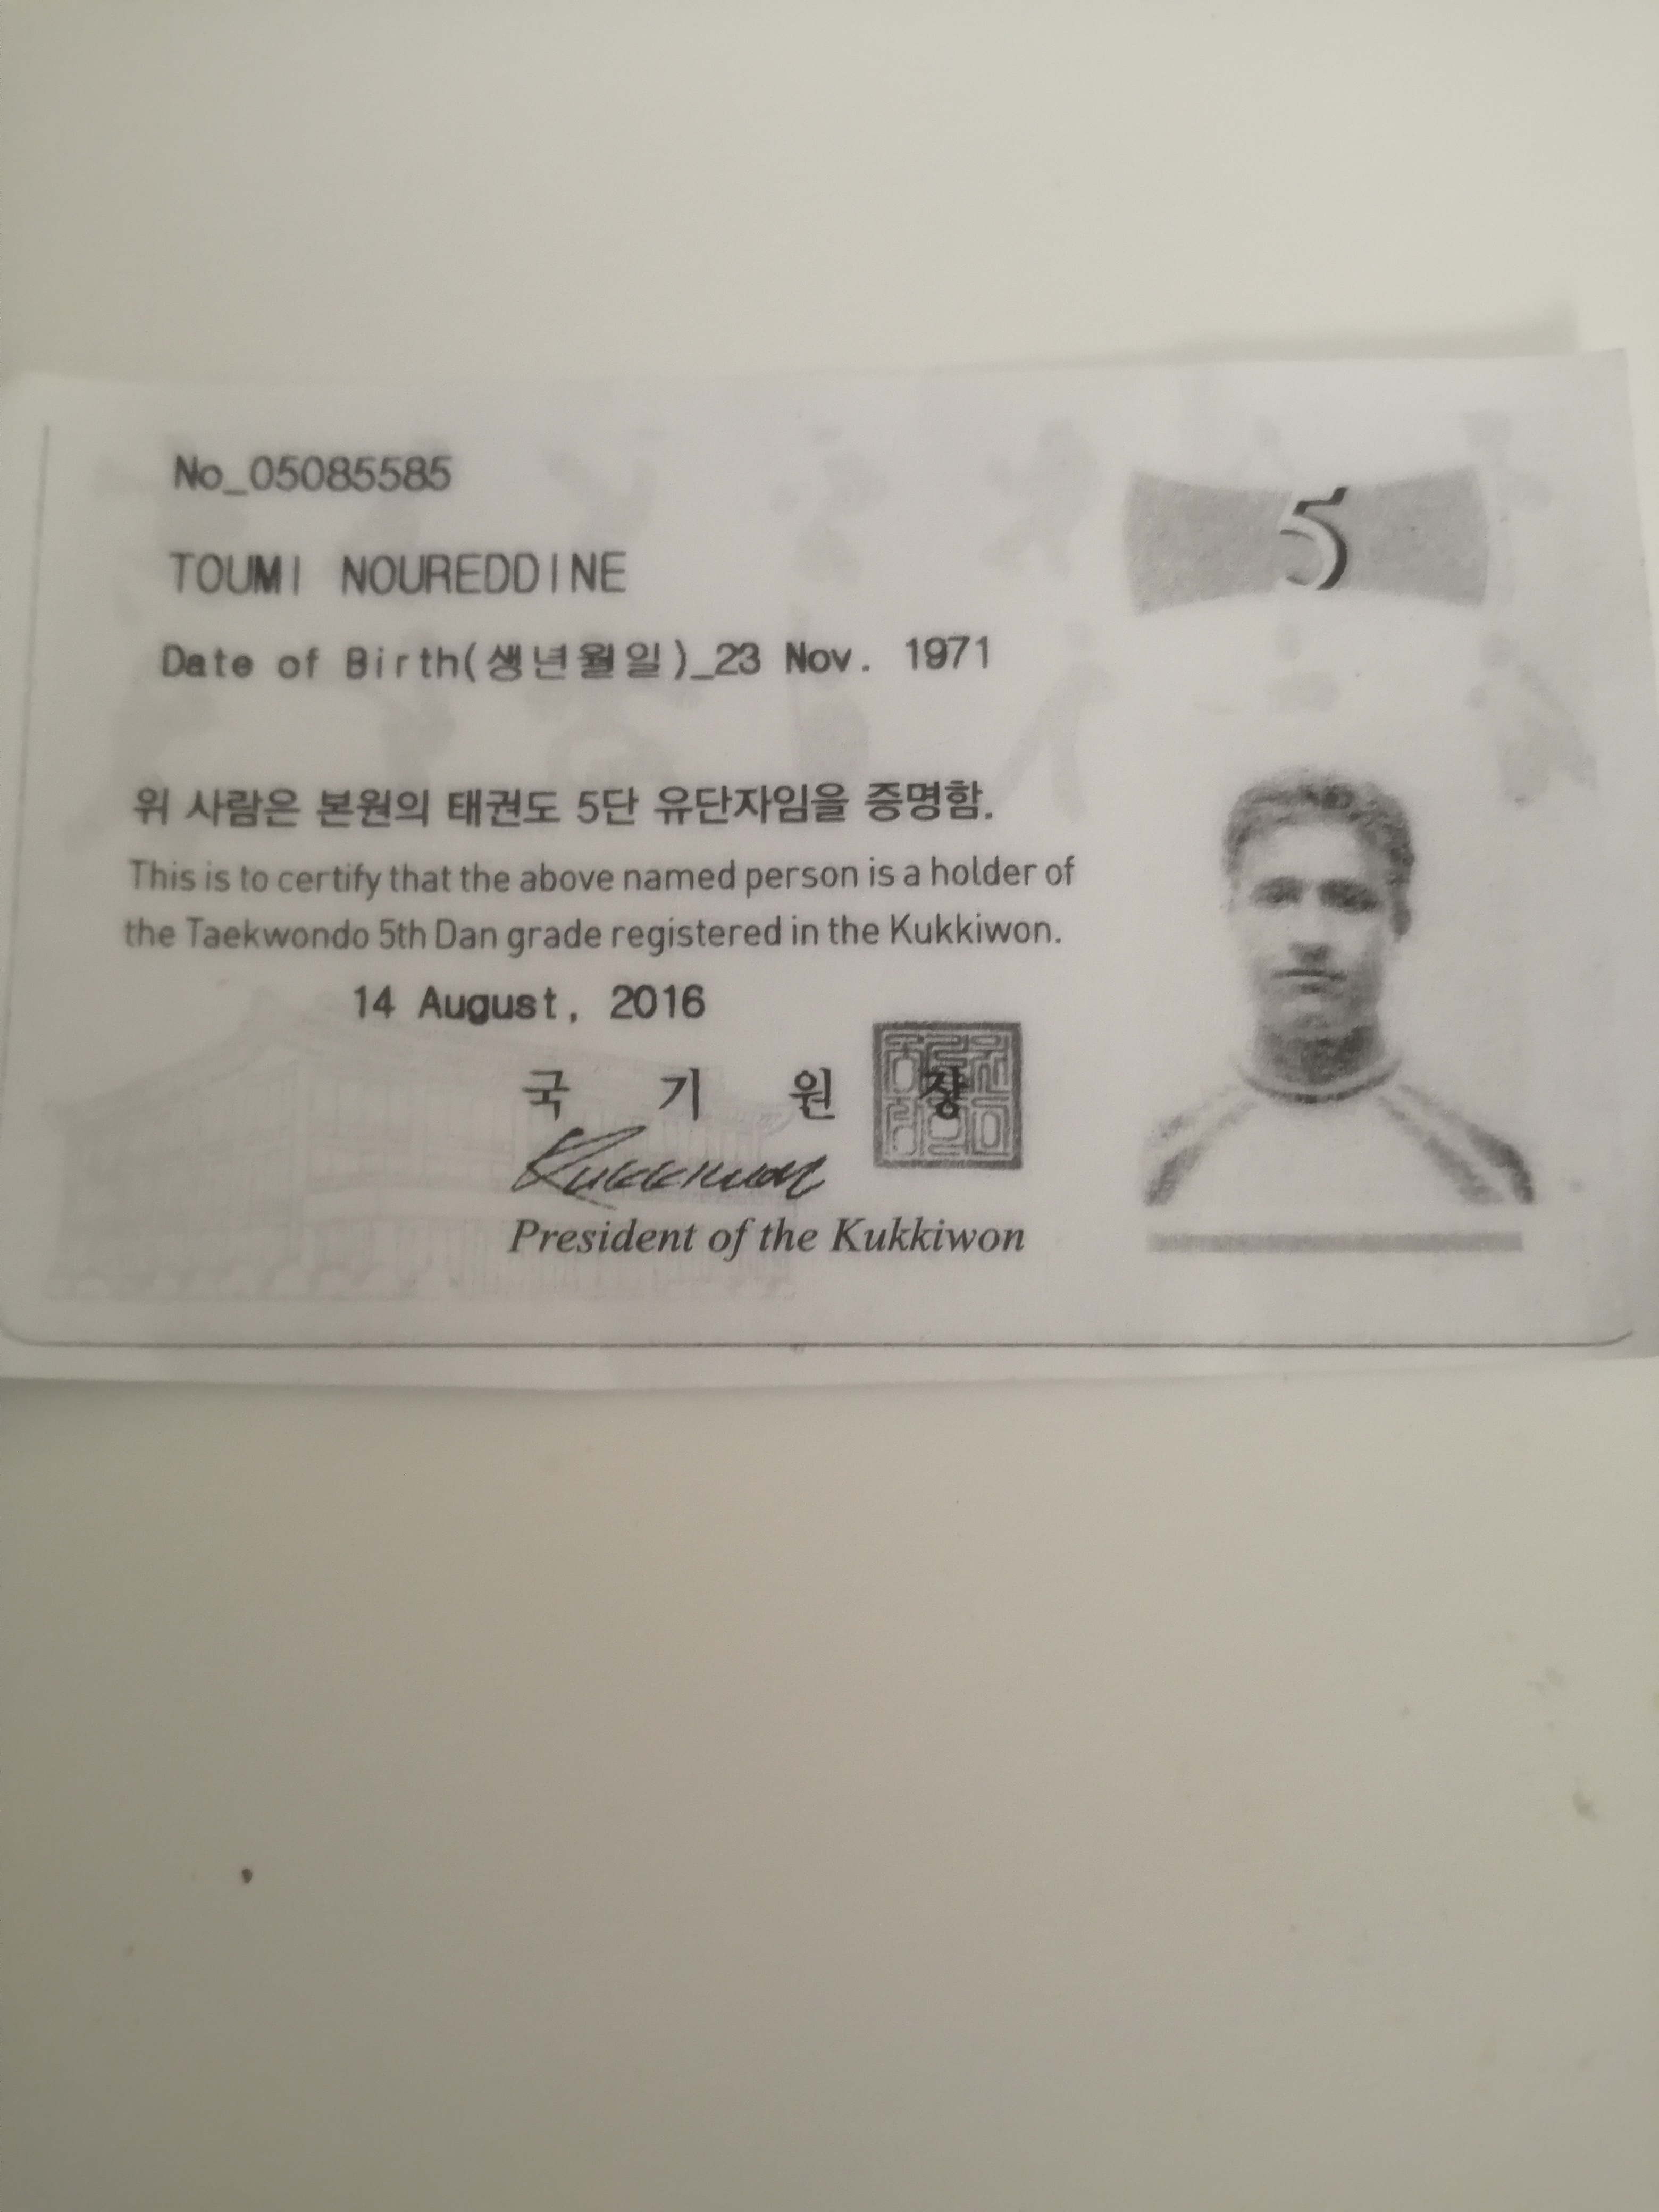 No_05085585
5
TOUMI NOUREDDINE
Date of Birth(생년월일)_23 Nov. 1971
위 사람은 본원의 태권도 5단 유단자임을 증명함.
This is to certify that the above named person is a holder of
the Taekwondo 5th Dan grade registered in the Kukkiwon.
14 August, 2016
국 기 원 장
Kukkiwon
President of the Kukkiwon